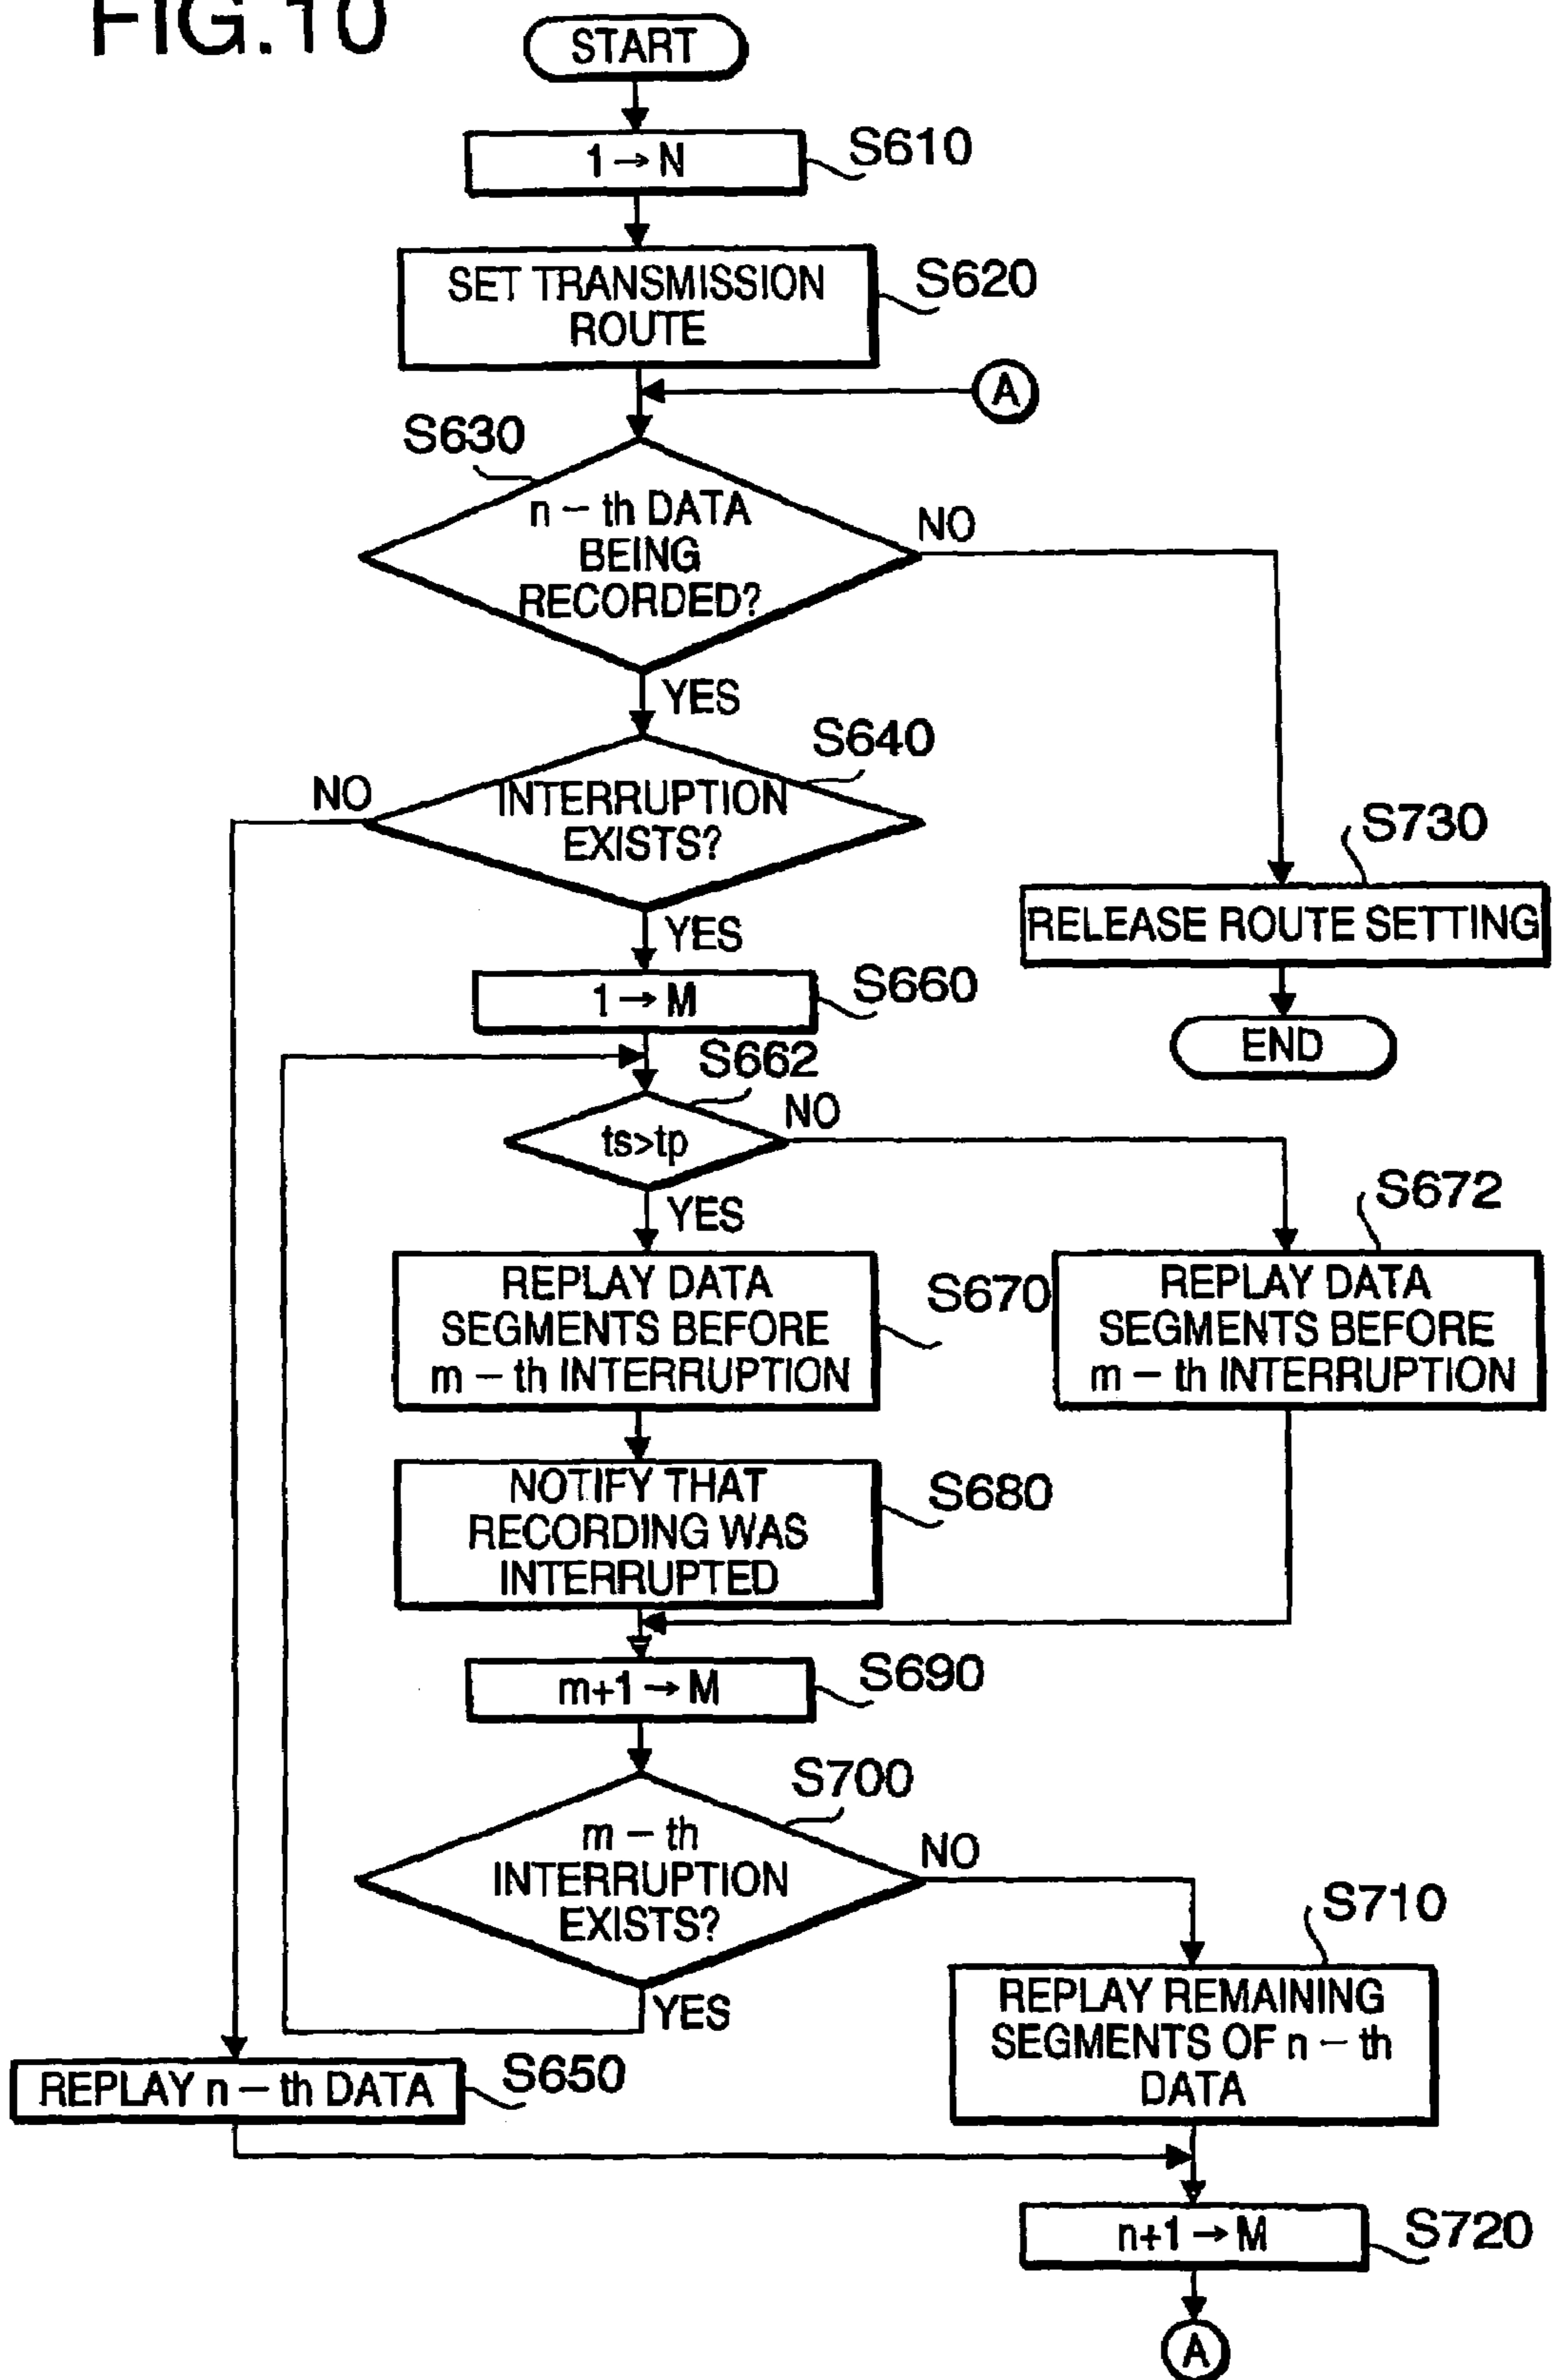 FIG.10
START
1→N
S610
SET TRANSMISSION
ROUTE
S620
A
S630
n-th DATA
BEING
RECORDED?
NO
YES
S640
NO
INTERRUPTION
EXISTS?
YES
S730
RELEASE ROUTE SETTING
END
1→M
S660
S662
ts>tp
NO
YES
S672
REPLAY DATA
SEGMENTS BEFORE
m-th INTERRUPTION
S670
REPLAY DATA
SEGMENTS BEFORE
m-th INTERRUPTION
NOTIFY THAT
RECORDING WAS
INTERRUPTED
S680
m+1→M
S690
S700
m-th
INTERRUPTION
EXISTS?
NO
YES
S710
REPLAY REMAINING
SEGMENTS OF n-th
DATA
REPLAY n-th DATA
S650
n+1→M
S720
A